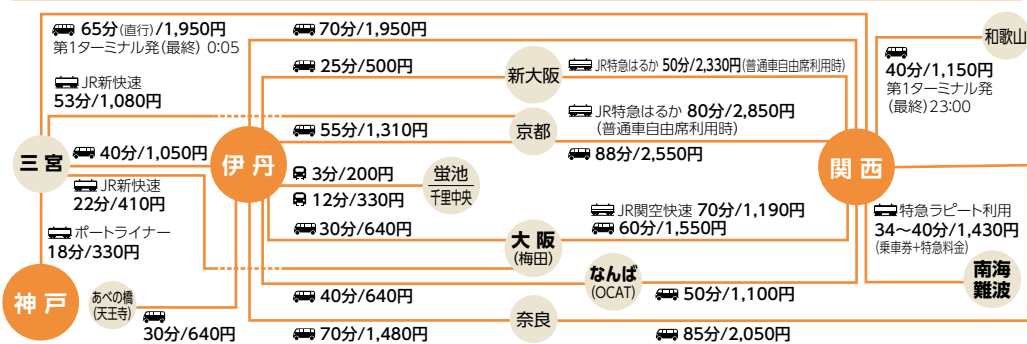 65分(直行)/1,950円
第1ターミナル発(最終) 0:05
70分/1,950円
和歌山
25分/500円
新大阪
JR特急はるか 50分/2,330円(普通車自由席利用時)
40分/1,150円
第1ターミナル発
(最終)23:00
JR新快速
53分/1,080円
JR特急はるか 80分/2,850円
(普通車自由席利用時)
55分/1,310円
京都
88分/2,550円
三宮
40分/1,050円
伊丹
関西
3分/200円
蛍池
千里中央
12分/330円
JR新快速
22分/410円
30分/640円
大阪
(梅田)
JR関空快速 70分/1,190円
60分/1,550円
特急ラピート利用
34～40分/1,430円
(乗車券+特急料金)
ポートライナー
18分/330円
なんば
(OCAT)
南海
難波
神戸
あべの橋
(天王寺)
40分/640円
50分/1,100円
30分/640円
70分/1,480円
奈良
85分/2,050円